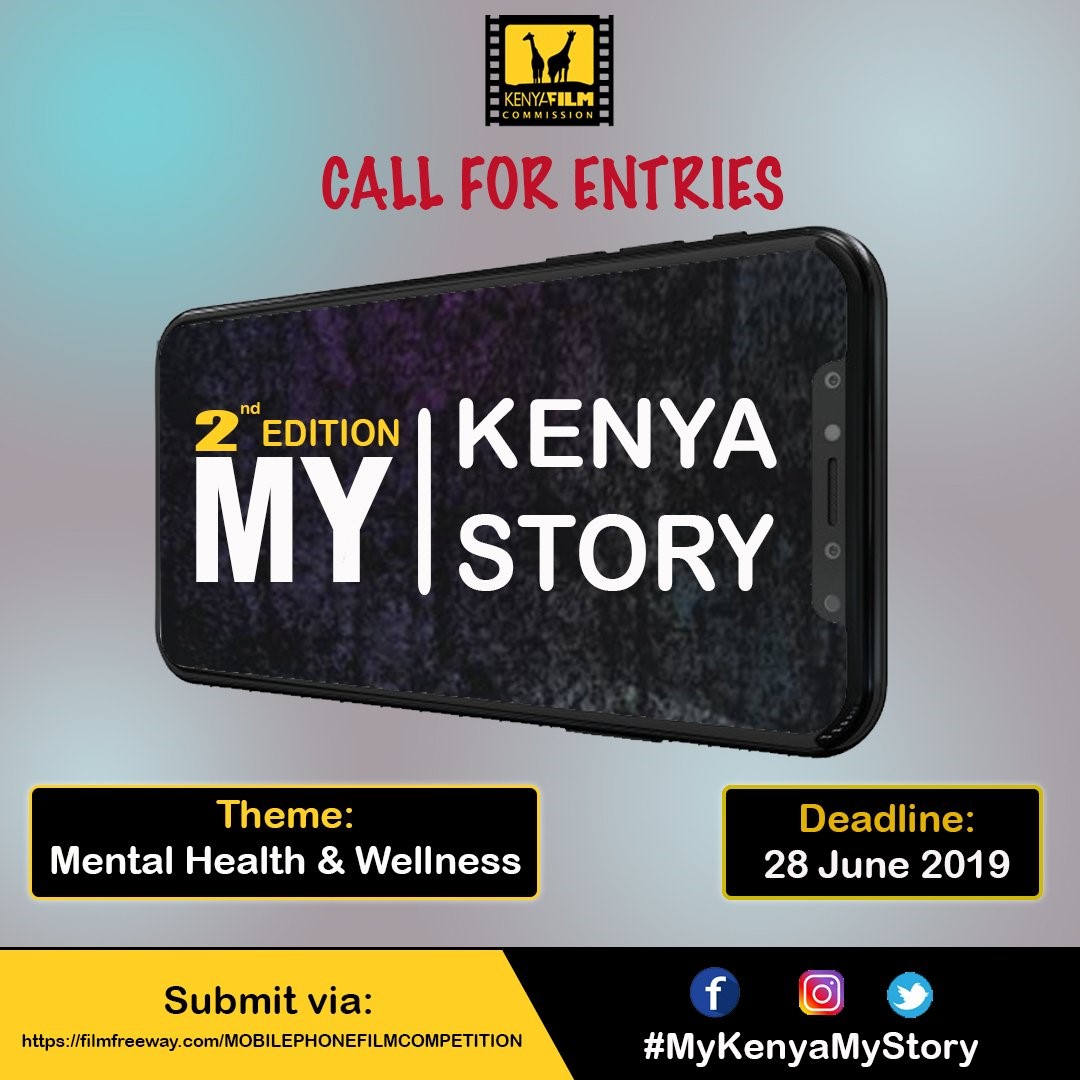 KENYA FILM
COMMISSION
CALL FOR ENTRIES
2nd EDITION
MY
KENYA
STORY
Theme:
Mental Health & Wellness
Deadline:
28 June 2019
Submit via:
https://filmfreeway.com/MOBILEPHONEFILMCOMPETITION
#MyKenyaMyStory